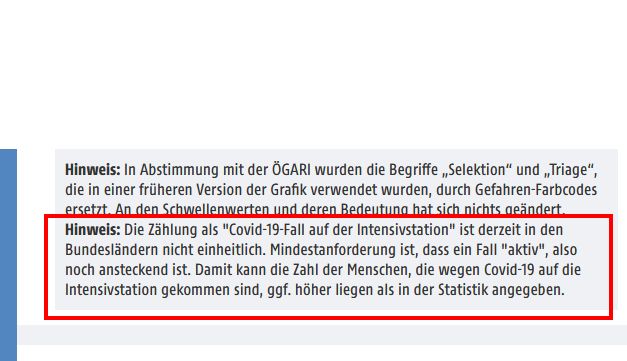 Hinweis: In Abstimmung mit der ÖGARI wurden die Begriffe „Selektion“ und „Triage“,
die in einer früheren Version der Grafik verwendet wurden, durch Gefahren-Farbcodes
ersetzt. An den Schwellenwerten und deren Bedeutung hat sich nichts geändert.
Hinweis: Die Zählung als "Covid-19-Fall auf der Intensivstation" ist derzeit in den
Bundesländern nicht einheitlich. Mindestanforderung ist, dass ein Fall "aktiv", also
noch ansteckend ist. Damit kann die Zahl der Menschen, die wegen Covid-19 auf die
Intensivstation gekommen sind, ggf. höher liegen als in der Statistik angegeben.